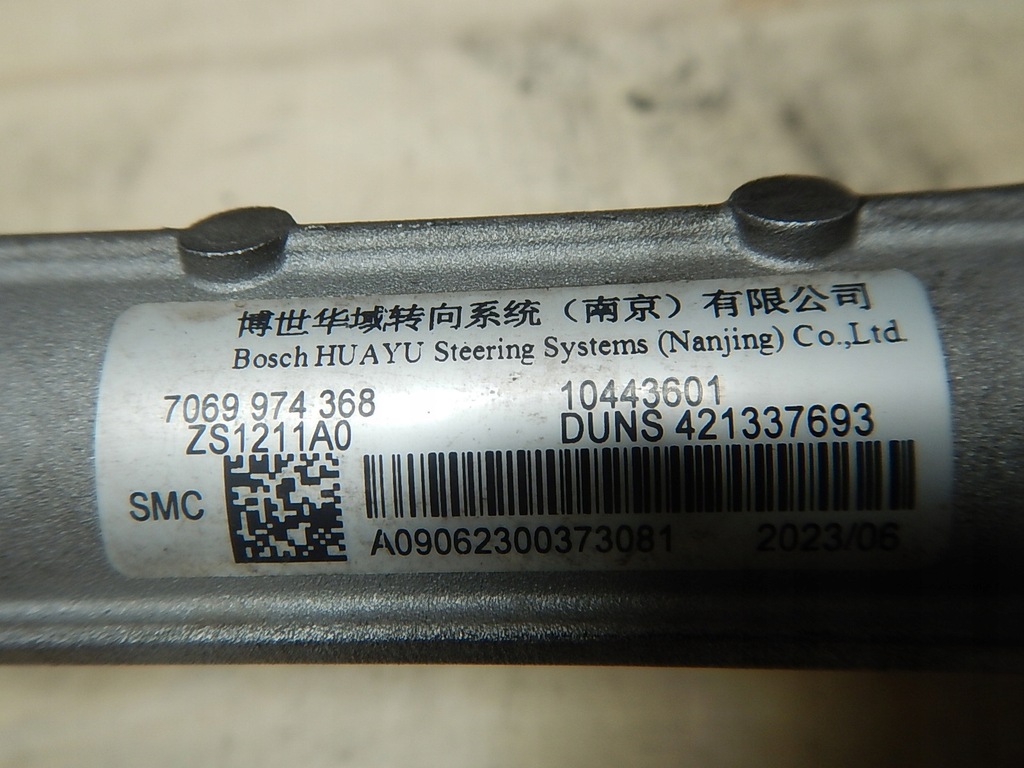 博世华域转向系统（南京）有限公司
Bosch HUAYU Steering Systems (Nanjing) Co.,Ltd.
7069 974 368 10443601
ZS1211A0 DUNS 421337693
SMC
A09062300373081 2023/06